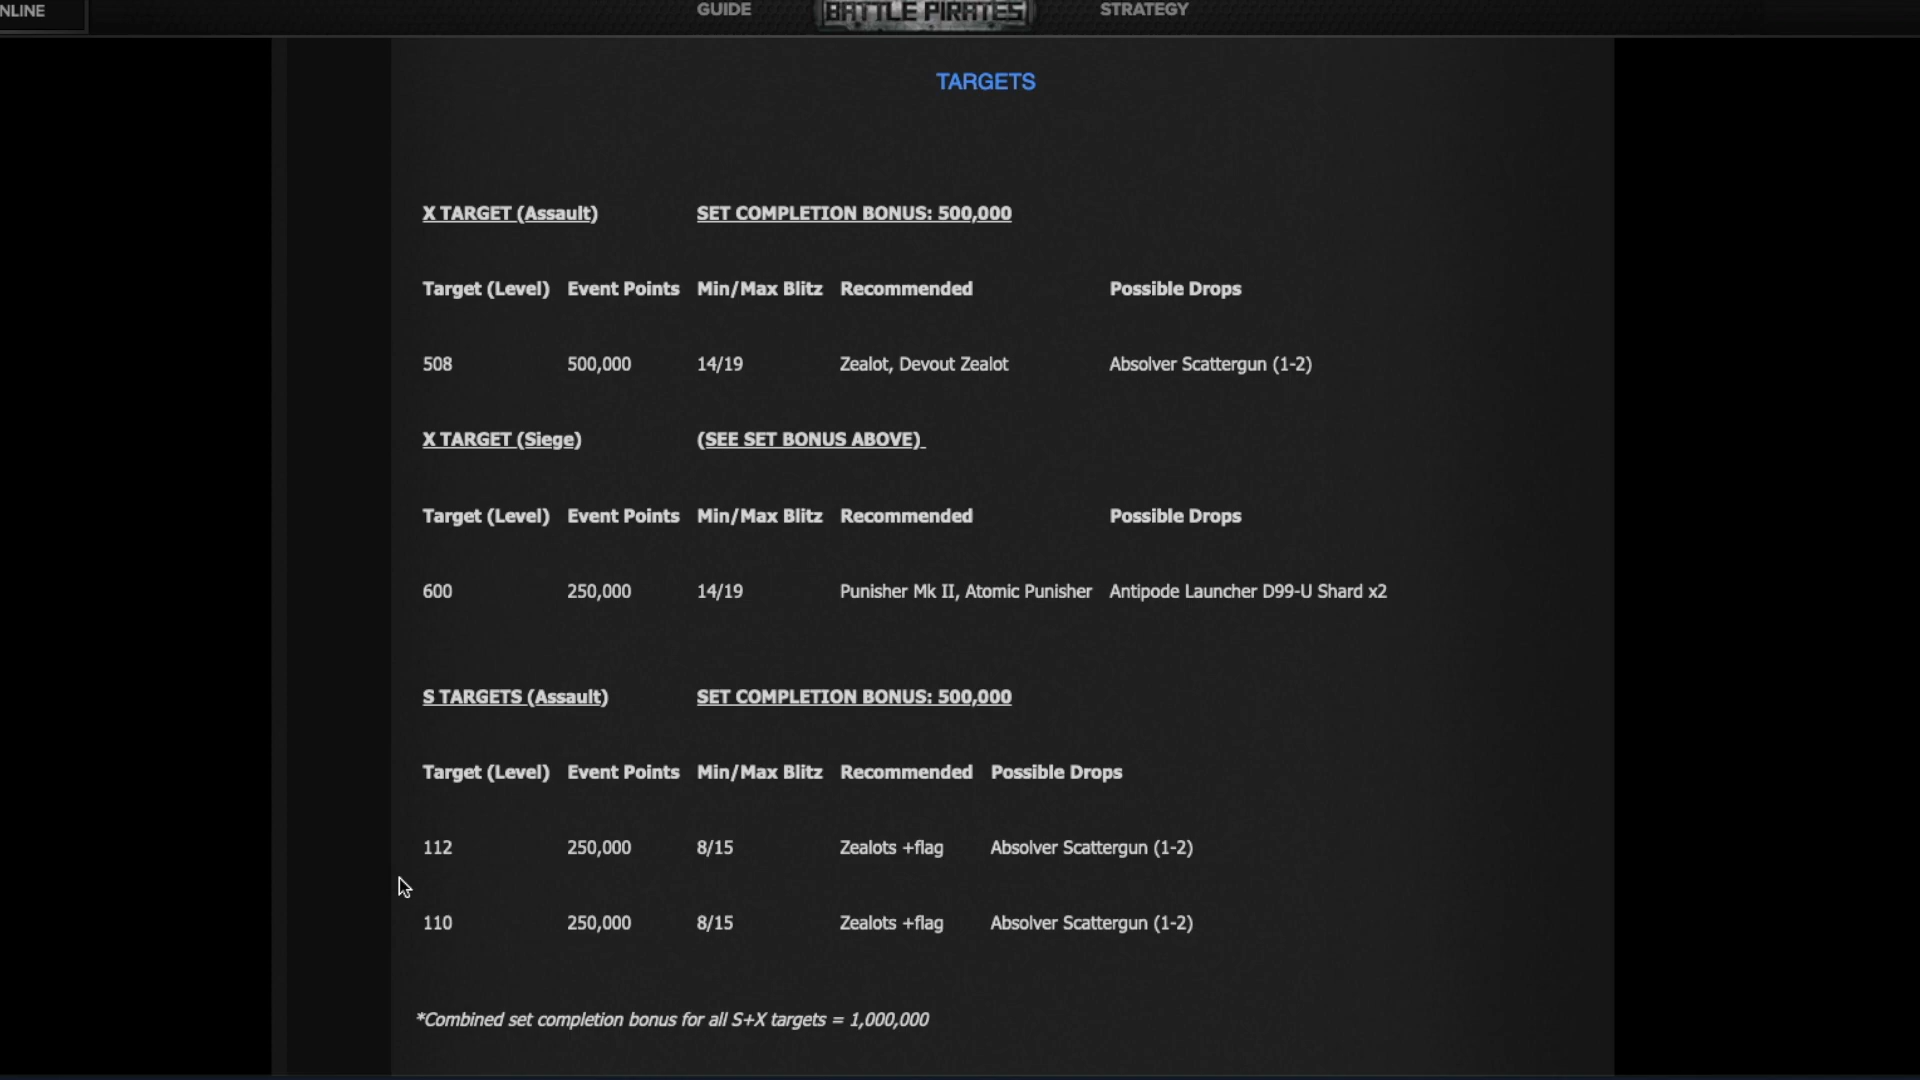 NLINE
GUIDE
BATTLE PIRATES
STRATEGY
TARGETS
X TARGET (Assault) SET COMPLETION BONUS: 500,000
Target (Level) Event Points Min/Max Blitz Recommended Possible Drops
508 500,000 14/19 Zealot, Devout Zealot Absolver Scattergun (1-2)
X TARGET (Siege) (SEE SET BONUS ABOVE)
Target (Level) Event Points Min/Max Blitz Recommended Possible Drops
600 250,000 14/19 Punisher Mk II, Atomic Punisher Antipode Launcher D99-U Shard x2
S TARGETS (Assault) SET COMPLETION BONUS: 500,000
Target (Level) Event Points Min/Max Blitz Recommended Possible Drops
112 250,000 8/15 Zealots +flag Absolver Scattergun (1-2)
110 250,000 8/15 Zealots +flag Absolver Scattergun (1-2)
*Combined set completion bonus for all S+X targets = 1,000,000